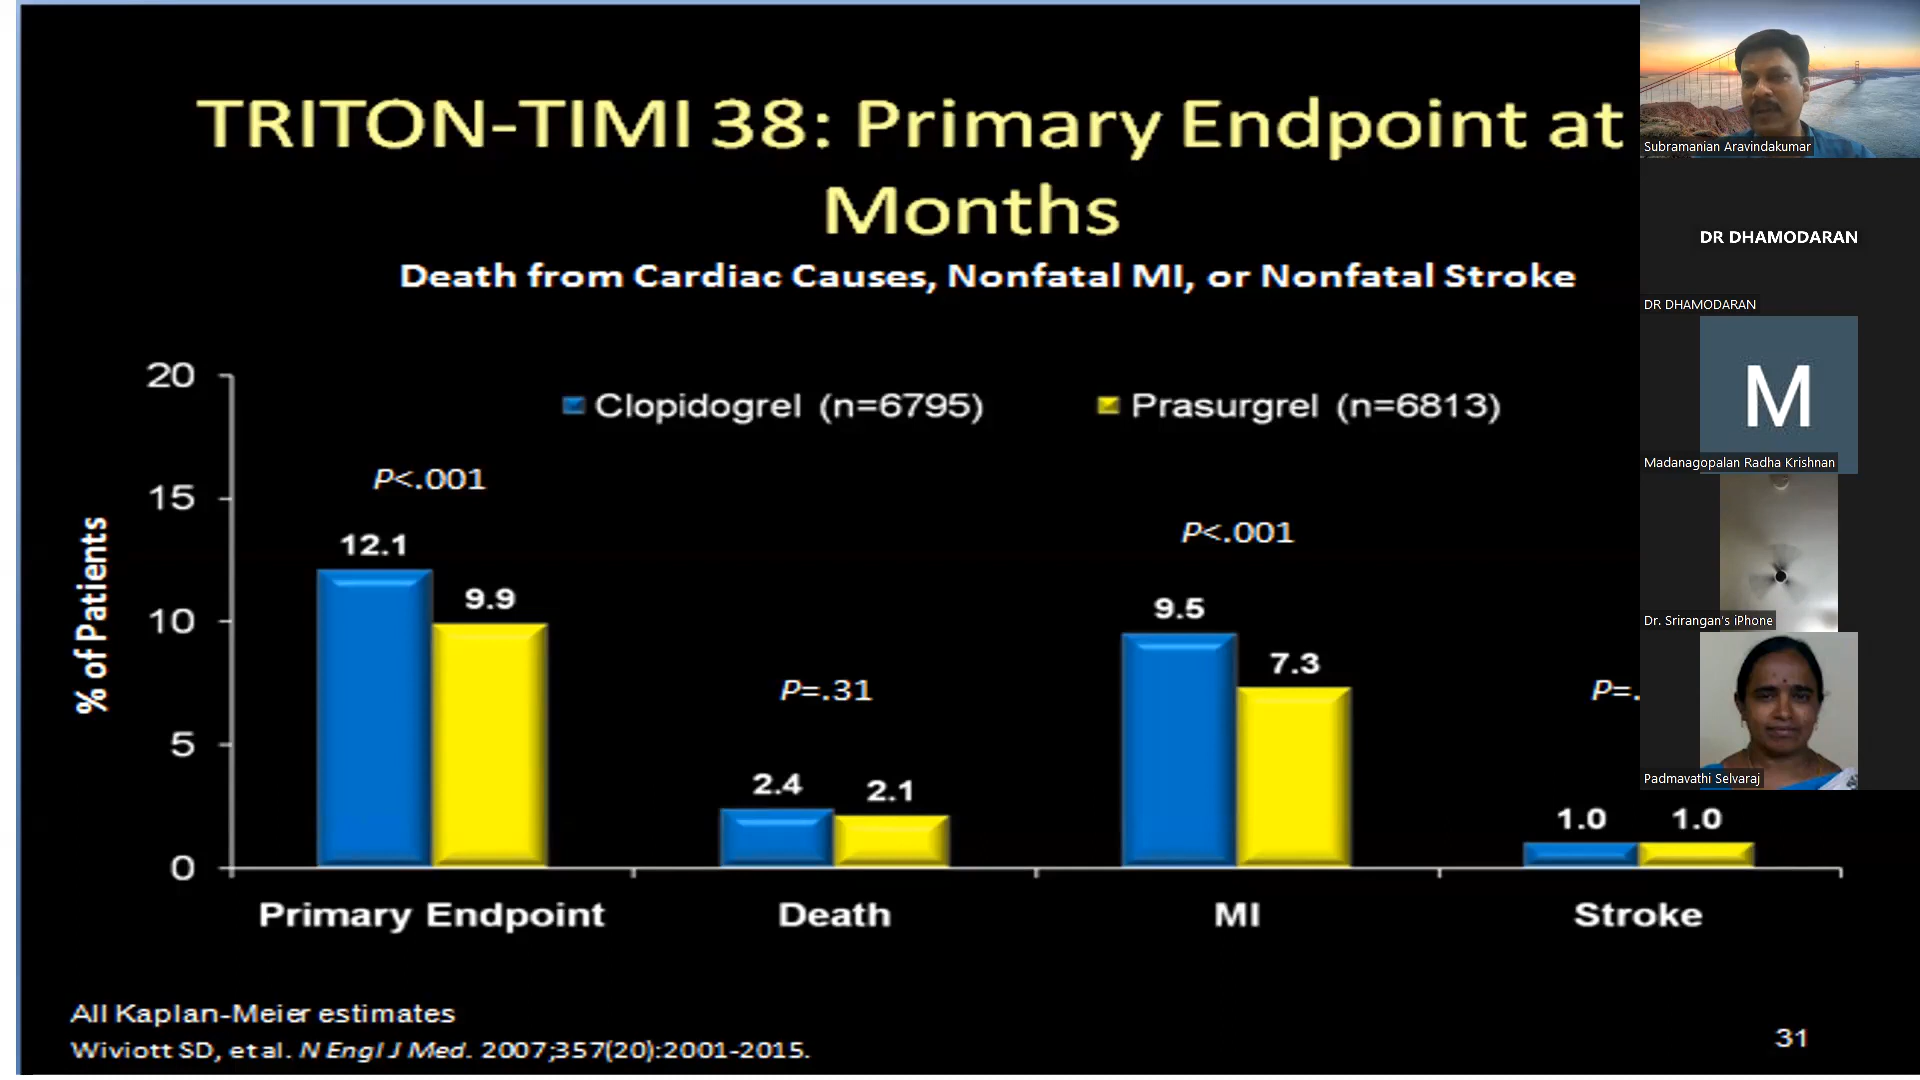 TRITON-TIMI 38: Primary Endpoint at
Months
Death from Cardiac Causes, Nonfatal MI, or Nonfatal Stroke
% of Patients
20
15
10
5
0
Clopidogrel (n=6795)
Prasurgrel (n=6813)
P<.001
12.1
9.9
P=.31
2.4
2.1
P<.001
9.5
7.3
P=.
1.0
1.0
Primary Endpoint
Death
MI
Stroke
All Kaplan-Meier estimates
Wiviott SD, et al. N Engl J Med. 2007;357(20):2001-2015.
31
Subramanian Aravindakumar
DR DHAMODARAN
DR DHAMODARAN
M
Madanagopalan Radha Krishnan
Dr. Srirangan's iPhone
Padmavathi Selvaraj